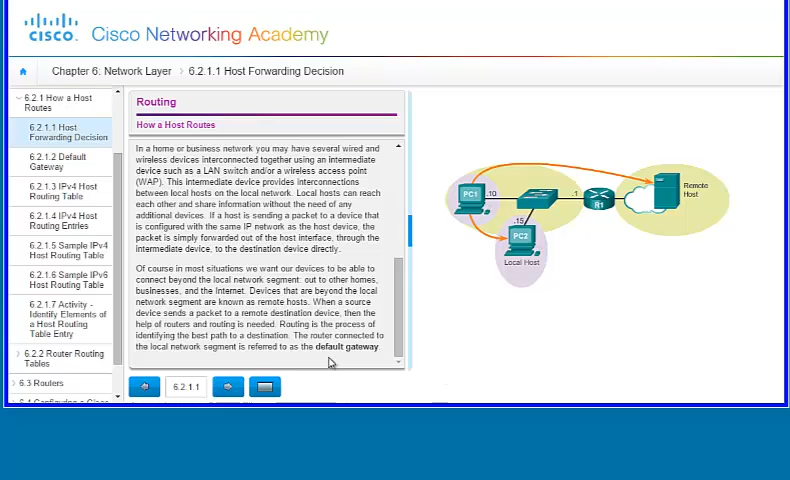 CISCO. Cisco Networking Academy
Chapter 6: Network Layer > 6.2.1.1 Host Forwarding Decision
6.2.1 How a Host
Routes
6.2.1.1 Host
Forwarding Decision
6.2.1.2 Default
Gateway
6.2.1.3 IPv4 Host
Routing Table
6.2.1.4 IPv4 Host
Routing Entries
6.2.1.5 Sample IPv4
Host Routing Table
6.2.1.6 Sample IPv6
Host Routing Table
6.2.1.7 Activity -
Identify Elements of
a Host Routing
Table Entry
6.2.2 Router Routing
Tables
6.3 Routers
Routing
How a Host Routes
In a home or business network you may have several wired and
wireless devices interconnected together using an intermediate
device such as a LAN switch and/or a wireless access point
(WAP). This intermediate device provides interconnections
between local hosts on the local network. Local hosts can reach
each other and share information without the need of any
additional devices. If a host is sending a packet to a device that
is configured with the same IP network as the host device, the
packet is simply forwarded out of the host interface, through the
intermediate device, to the destination device directly.
Of course in most situations we want our devices to be able to
connect beyond the local network segment: out to other homes,
businesses, and the Internet. Devices that are beyond the local
network segment are known as remote hosts. When a source
device sends a packet to a remote destination device, then the
help of routers and routing is needed. Routing is the process of
identifying the best path to a destination. The router connected to
the local network segment is referred to as the default gateway.
6.2.1.1
PC1
.10
.1
R1
Remote
Host
.15
PC2
Local Host